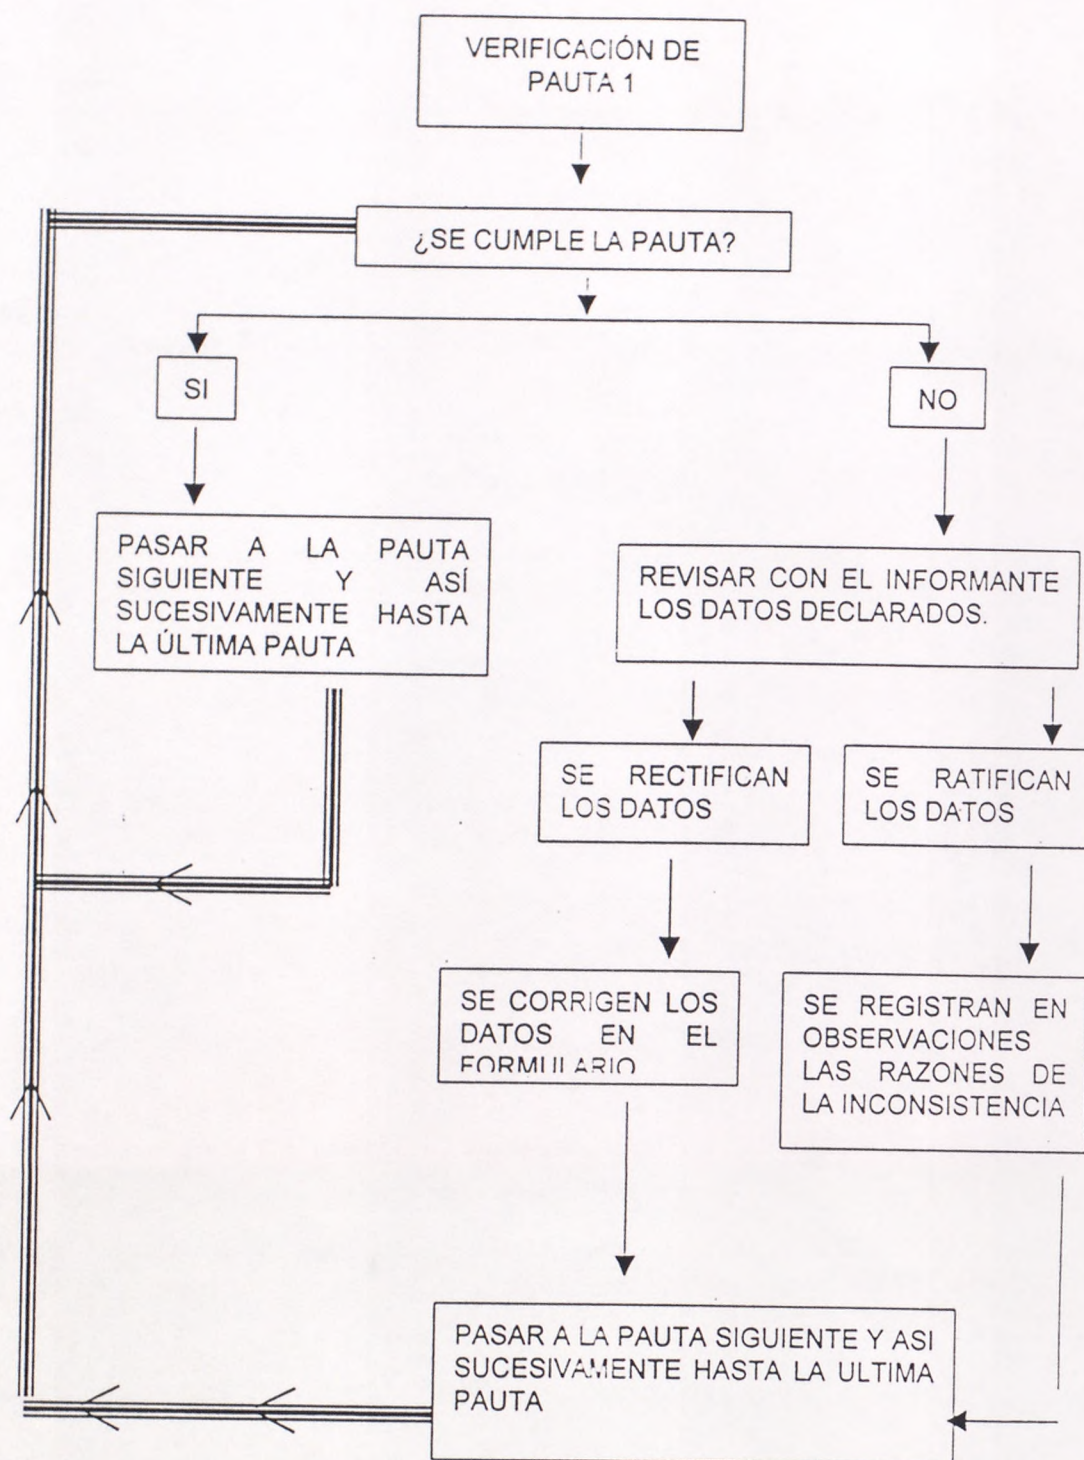 VERIFICACIÓN DE
PAUTA 1
¿SE CUMPLE LA PAUTA?
SI
NO
PASAR A LA PAUTA
SIGUIENTE Y ASÍ
SUCESIVAMENTE HASTA
LA ÚLTIMA PAUTA
REVISAR CON EL INFORMANTE
LOS DATOS DECLARADOS.
SE RECTIFICAN
LOS DATOS
SE RATIFICAN
LOS DATOS
SE CORRIGEN LOS
DATOS EN EL
FORMULARIO
SE REGISTRAN EN
OBSERVACIONES
LAS RAZONES DE
LA INCONSISTENCIA
PASAR A LA PAUTA SIGUIENTE Y ASI
SUCESIVAMENTE HASTA LA ULTIMA
PAUTA